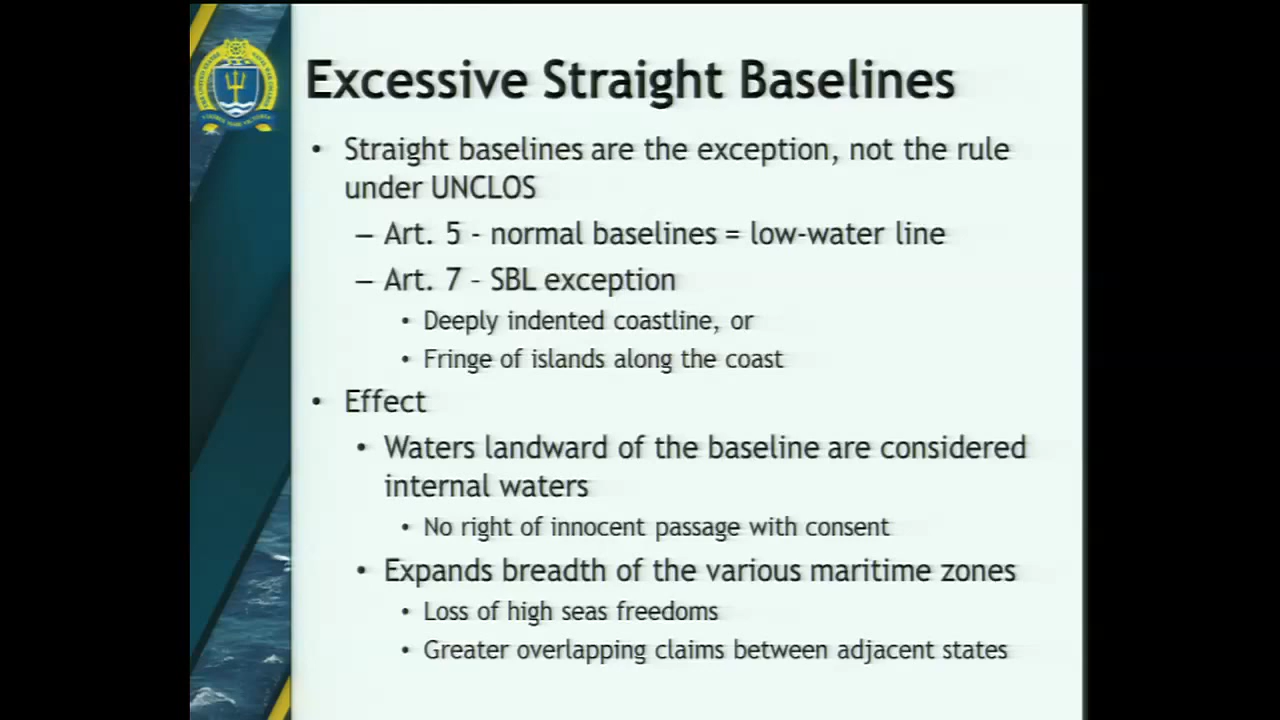 Excessive Straight Baselines
• Straight baselines are the exception, not the rule
under UNCLOS
– Art. 5 - normal baselines = low-water line
– Art. 7 – SBL exception
• Deeply indented coastline, or
• Fringe of islands along the coast
• Effect
• Waters landward of the baseline are considered
internal waters
• No right of innocent passage with consent
• Expands breadth of the various maritime zones
• Loss of high seas freedoms
• Greater overlapping claims between adjacent states